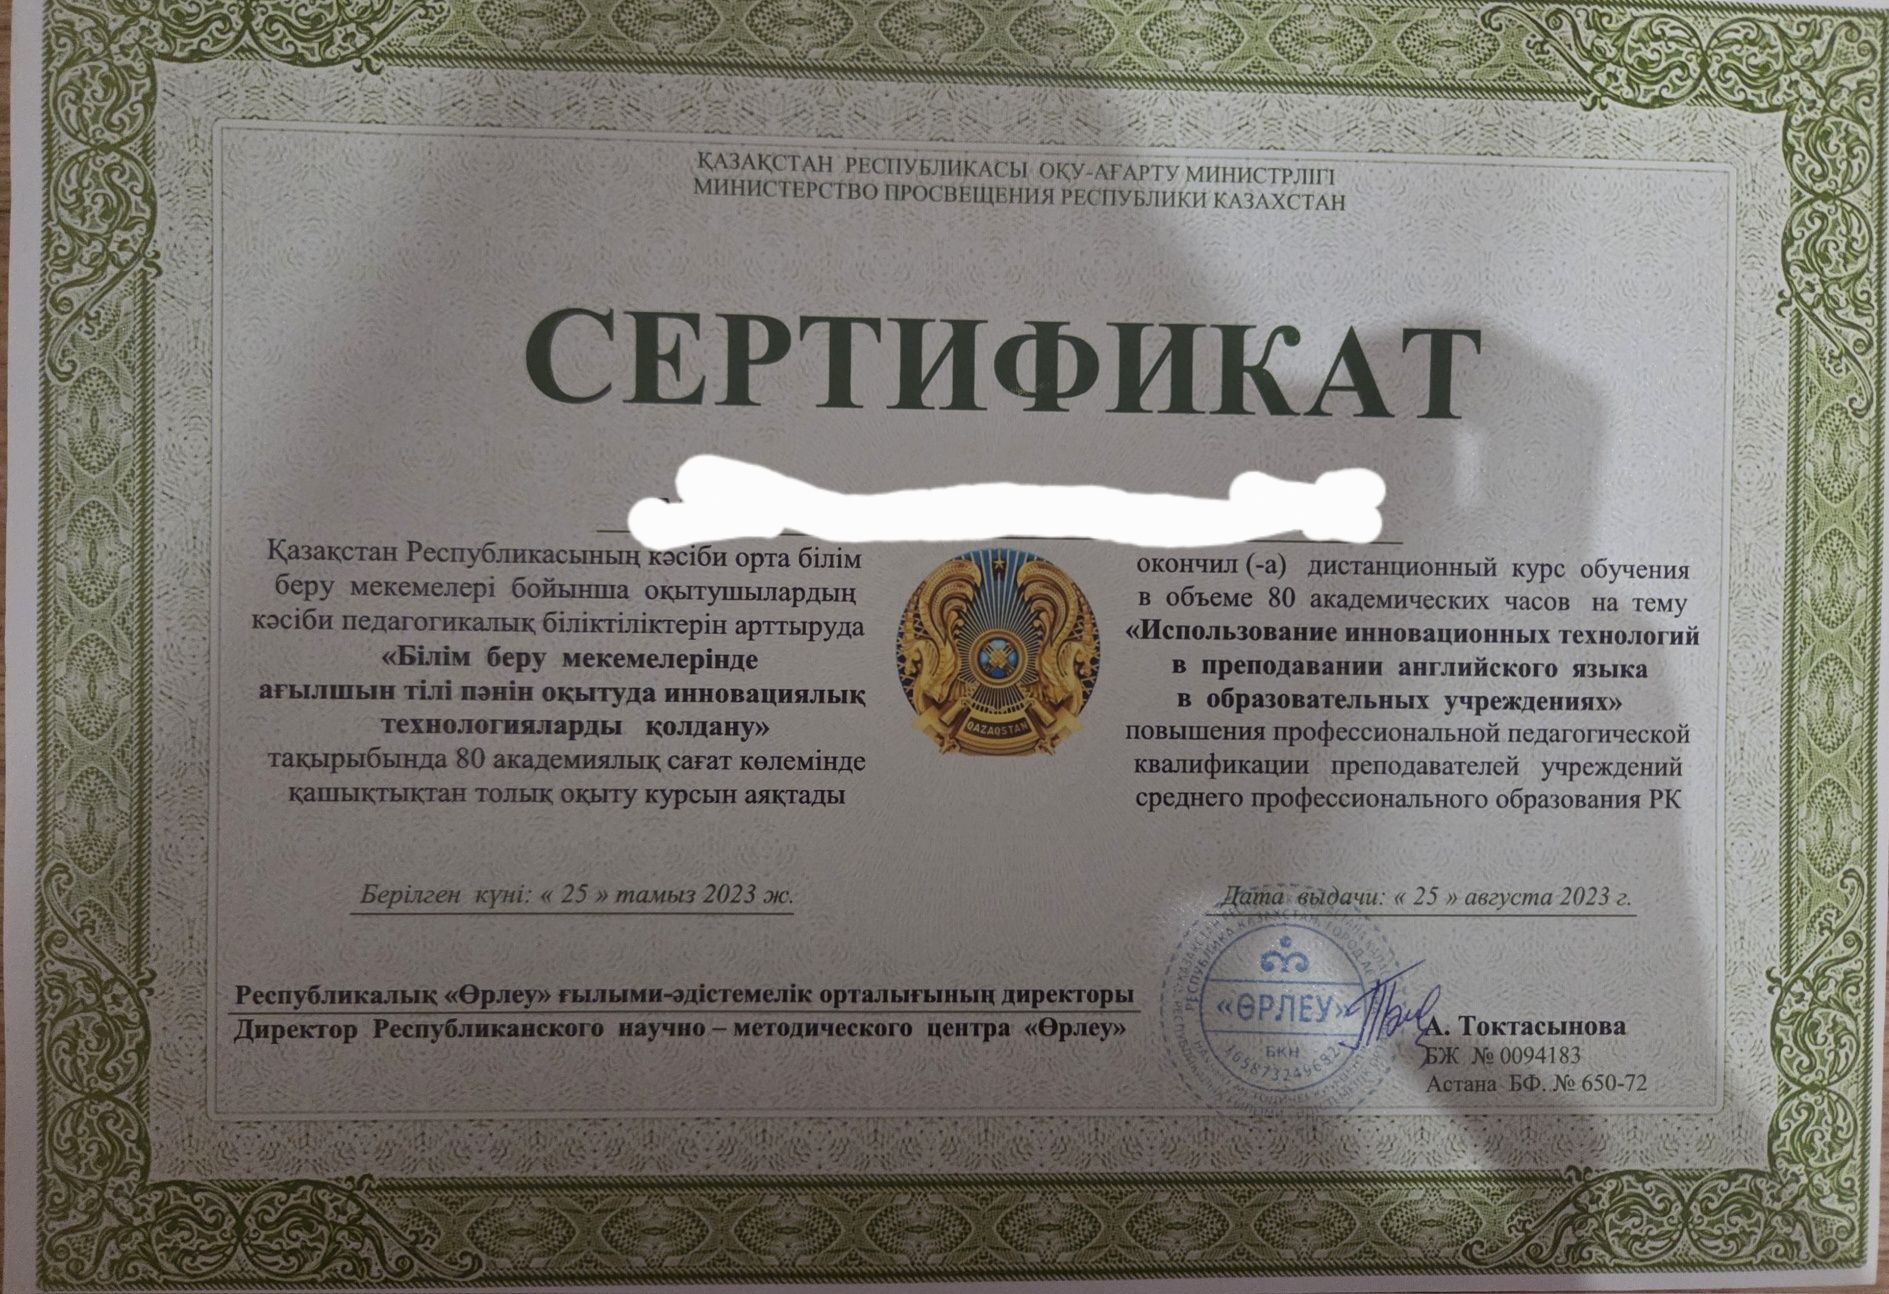 ҚАЗАҚСТАН РЕСПУБЛИКАСЫ ОҚУ-АҒАРТУ МИНИСТРЛІГІ
МИНИСТЕРСТВО ПРОСВЕЩЕНИЯ РЕСПУБЛИКИ КАЗАХСТАН
СЕРТИФИКАТ
Қазақстан Республикасының кәсіби орта білім
беру мекемелері бойынша оқытушылардың
кәсіби педагогикалық біліктіліктерін арттыруда
«Білім беру мекемелерінде
ағылшын тілі пәнін оқытуда инновациялық
технологияларды қолдану»
тақырыбында 80 академиялық сағат көлемінде
қашықтықтан толық оқыту курсын аяқтады
QAZAQSTAN
окончил (-а) дистанционный курс обучения
в объеме 80 академических часов на тему
«Использование инновационных технологий
в преподавании английского языка
в образовательных учреждениях»
повышения профессиональной педагогической
квалификации преподавателей учреждений
среднего профессионального образования РК
Берілген күні: « 25 » тамыз 2023 ж.
Дата выдачи: « 25 » августа 2023 г.
Республикалық «Өрлеу» ғылыми-әдістемелік орталығының директоры
Директор Республиканского научно – методического центра «Өрлеу»
«ӨРЛЕУ»
БКН
А. Токтасынова
БЖ № 0094183
Астана БФ. № 650-72